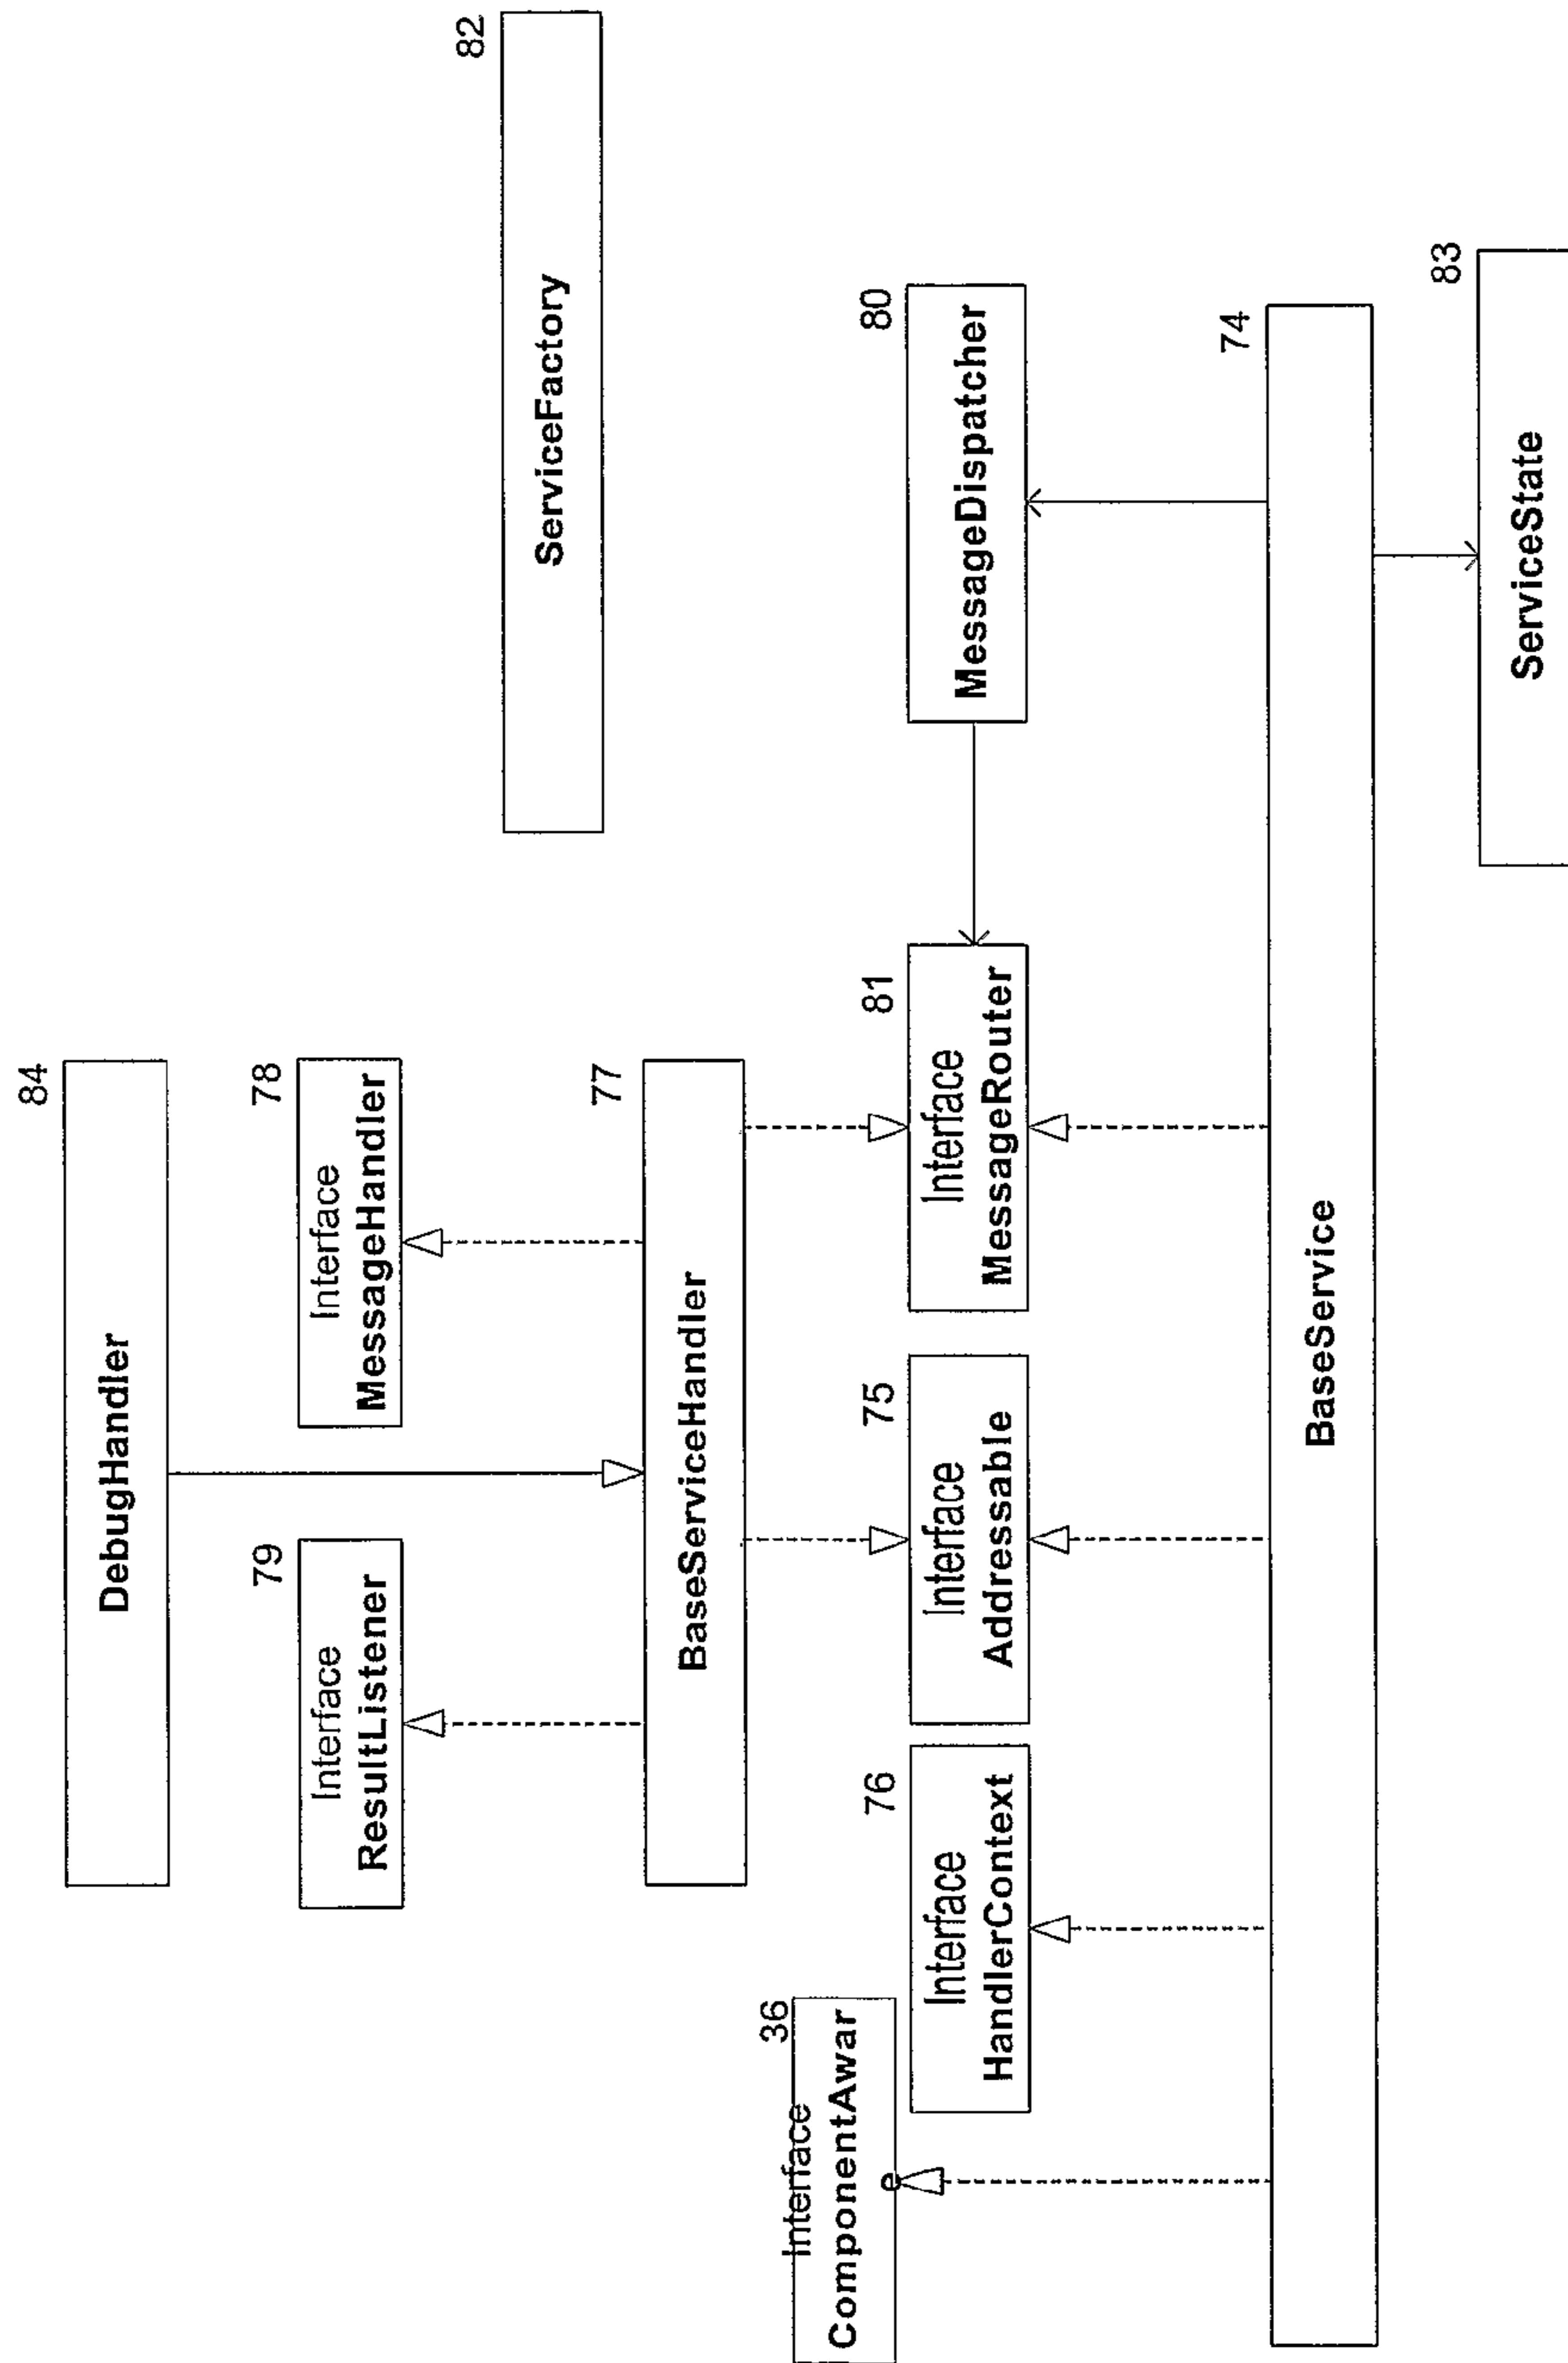 84
DebugHandler
79
Interface
ResultListener
78
Interface
MessageHandler
82
ServiceFactory
77
BaseServiceHandler
36
Interface
ComponentAwar
e
76
Interface
HandlerContext
75
Interface
Addressable
81
Interface
MessageRouter
80
MessageDispatcher
74
BaseService
83
ServiceState